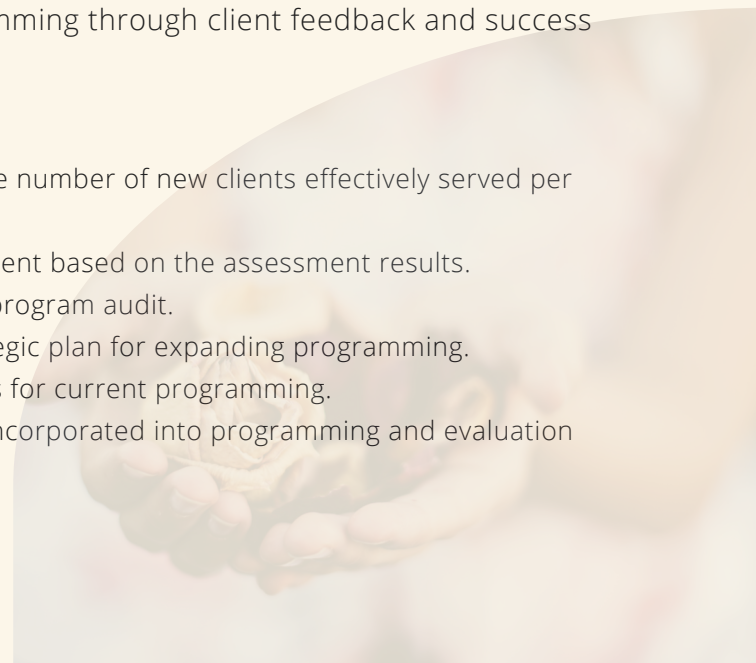 mming through client feedback and success
e number of new clients effectively served per
ent based on the assessment results.
program audit.
egic plan for expanding programming.
s for current programming.
ncorporated into programming and evaluation